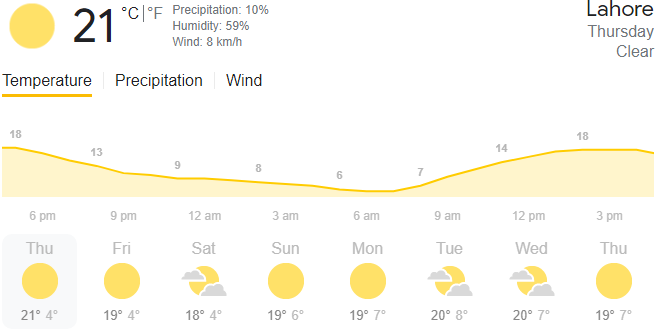 21 °C | °F
Precipitation: 10%
Humidity: 59%
Wind: 8 km/h
Lahore
Thursday
Clear
Temperature | Precipitation | Wind
18 13 9 8 6 7 14 18
6 pm 9 pm 12 am 3 am 6 am 9 am 12 pm 3 pm
Thu Fri Sat Sun Mon Tue Wed Thu
21° 4° 19° 4° 18° 4° 19° 6° 19° 7° 20° 8° 20° 7° 19° 7°